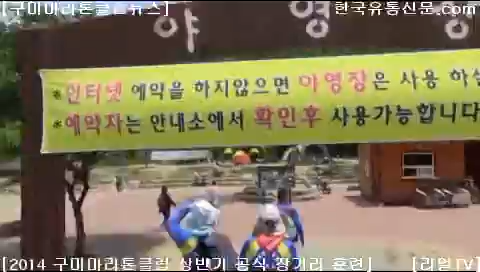 [구미마라톤클럽뉴스] 한국유통신문.com
야 영 장
*인터넷 예약을 하지않으면 야영장은 사용 하실
*예약자는 안내소에서 확인후 사용가능합니다
[2014 구미마라톤클럽 상반기 공식 장거리 훈련] [리얼TV]